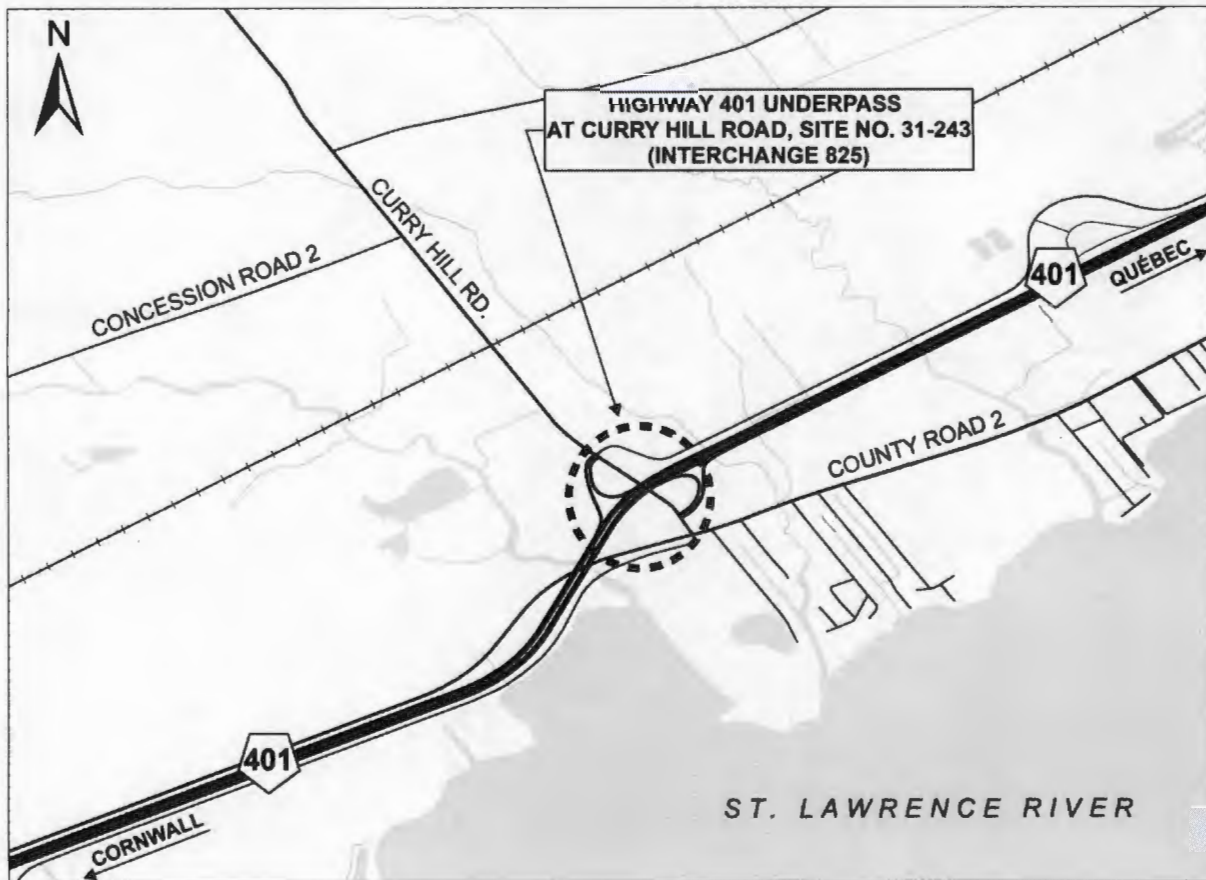 N
HIGHWAY 401 UNDERPASS
AT CURRY HILL ROAD, SITE NO. 31-243
(INTERCHANGE 825)
CURRY HILL RD.
CONCESSION ROAD 2
401
QUÉBEC
COUNTY ROAD 2
401
CORNWALL
ST. LAWRENCE RIVER